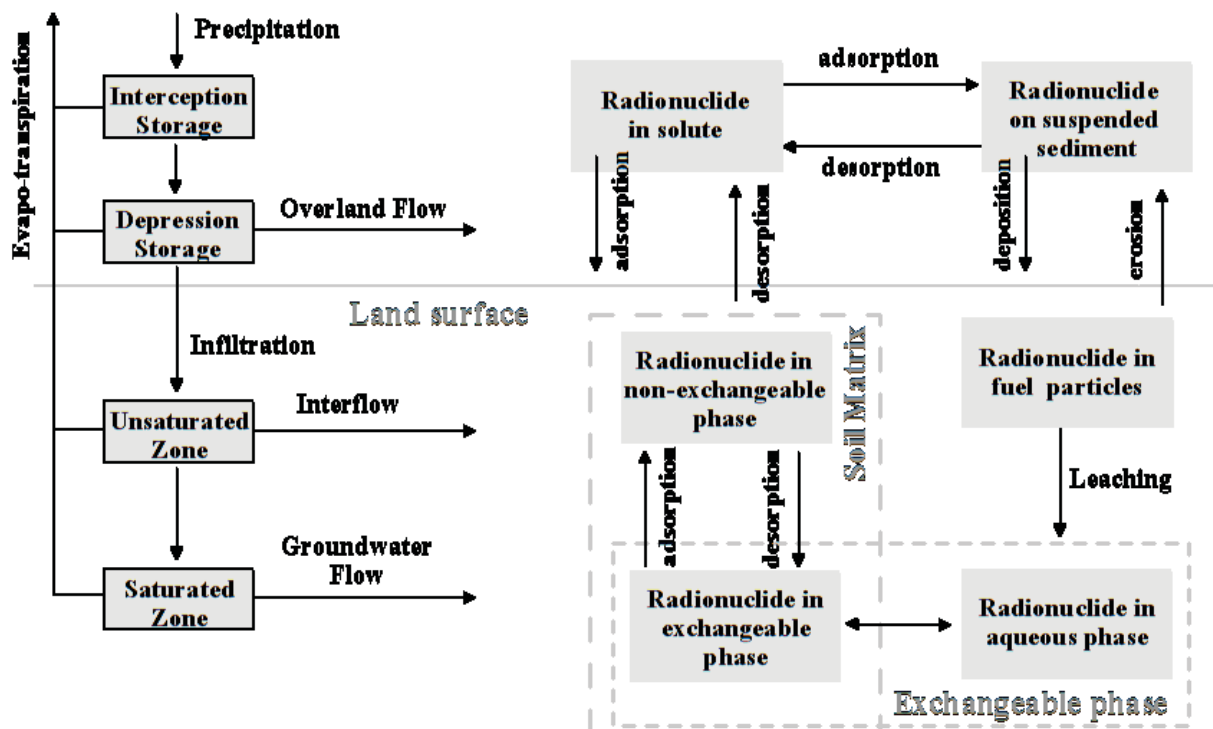 Precipitation
Evapo-transpiration
Interception
Storage
Depression
Storage
Overland Flow
Infiltration
Unsaturated
Zone
Interflow
Groundwater
Flow
Saturated
Zone
Radionuclide
in solute
adsorption
desorption
Radionuclide
on suspended
sediment
adsorption
desorption
deposition
erosion
Land surface
Soil Matrix
Radionuclide in
non-exchangeable
phase
Radionuclide in
fuel particles
adsorption
desorption
Leaching
Radionuclide in
exchangeable
phase
Radionuclide in
aqueous phase
Exchangeable phase